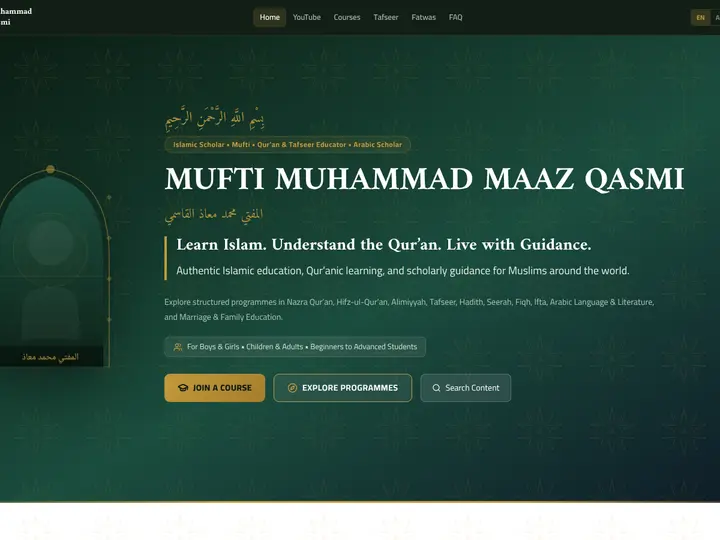 hammad
mi
Home YouTube Courses Tafseer Fatwas FAQ
EN
بِسْمِ اللَّهِ الرَّحْمَنِ الرَّحِيمِ
Islamic Scholar • Mufti • Qur'an & Tafseer Educator • Arabic Scholar
MUFTI MUHAMMAD MAAZ QASMI
المفتي محمد معاذ القاسمي
Learn Islam. Understand the Qur'an. Live with Guidance.
Authentic Islamic education, Qur'anic learning, and scholarly guidance for Muslims around the world.
Explore structured programmes in Nazra Qur'an, Hifz-ul-Qur'an, Alimiyyah, Tafseer, Hadith, Seerah, Fiqh, Ifta, Arabic Language & Literature,
and Marriage & Family Education.
For Boys & Girls • Children & Adults • Beginners to Advanced Students
JOIN A COURSE EXPLORE PROGRAMMES Search Content
المفتي محمد معاذ